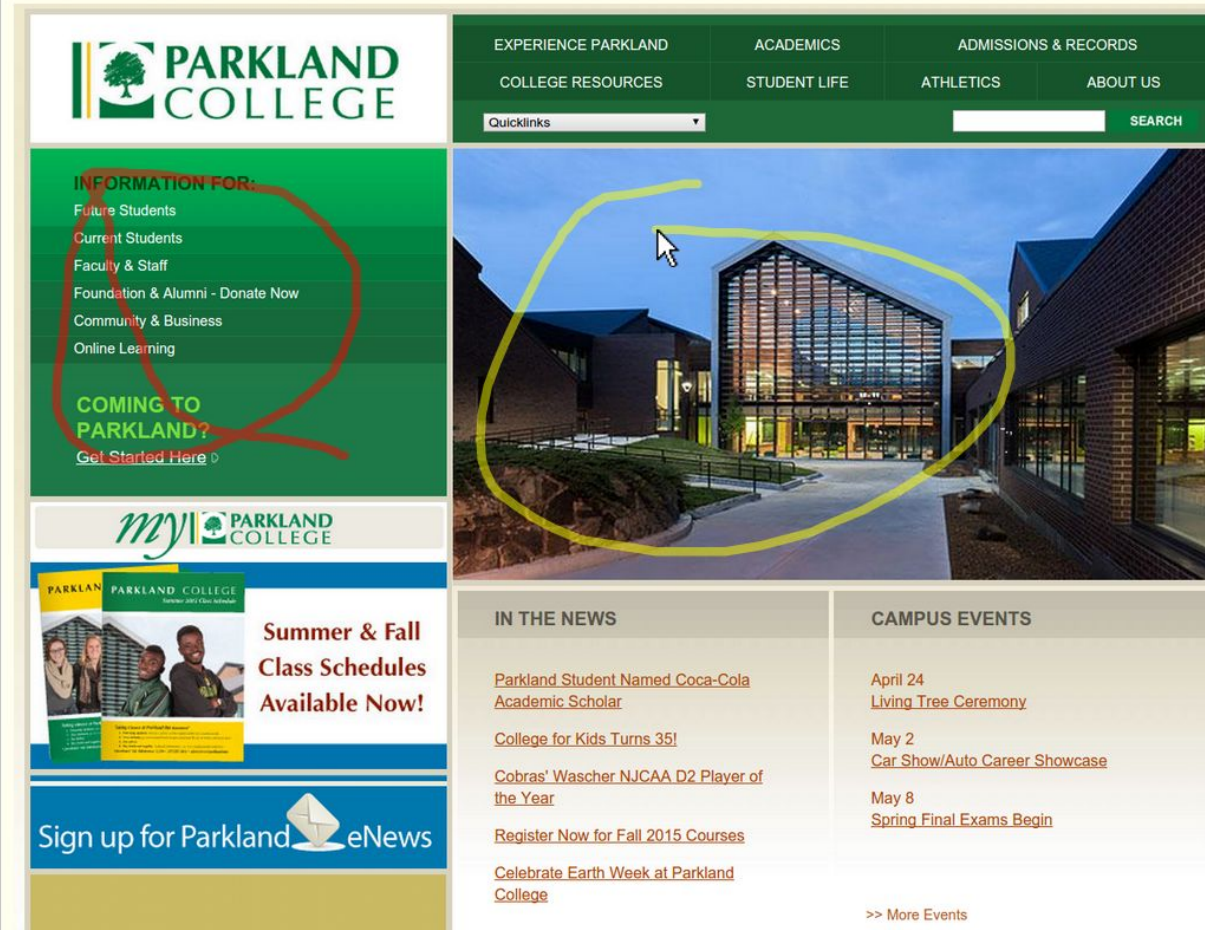 PARKLAND
COLLEGE
EXPERIENCE PARKLAND
ACADEMICS
ADMISSIONS & RECORDS
COLLEGE RESOURCES
STUDENT LIFE
ATHLETICS
ABOUT US
Quicklinks
SEARCH
INFORMATION FOR:
Future Students
Current Students
Faculty & Staff
Foundation & Alumni - Donate Now
Community & Business
Online Learning
COMING TO
PARKLAND?
Get Started Here
my PARKLAND
COLLEGE
PARKLAND COLLEGE
Summer 2015 Class Schedule
Summer & Fall
Class Schedules
Available Now!
Sign up for Parkland eNews
IN THE NEWS
Parkland Student Named Coca-Cola
Academic Scholar
College for Kids Turns 35!
Cobras' Wascher NJCAA D2 Player of
the Year
Register Now for Fall 2015 Courses
Celebrate Earth Week at Parkland
College
CAMPUS EVENTS
April 24
Living Tree Ceremony
May 2
Car Show/Auto Career Showcase
May 8
Spring Final Exams Begin
>> More Events